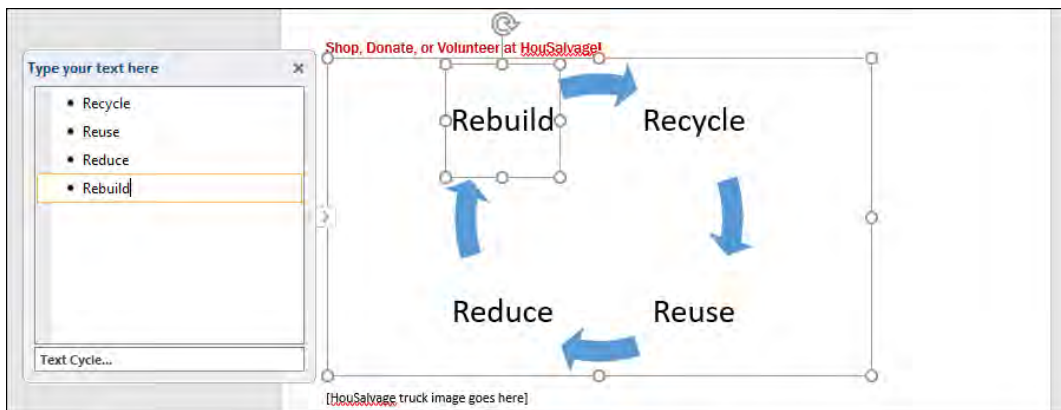 Shop, Donate, or Volunteer at HouSalvage!
Type your text here
• Recycle
• Reuse
• Reduce
• Rebuild
Text Cycle...
Rebuild Recycle
Reduce Reuse
[HouSalvage truck image goes here]